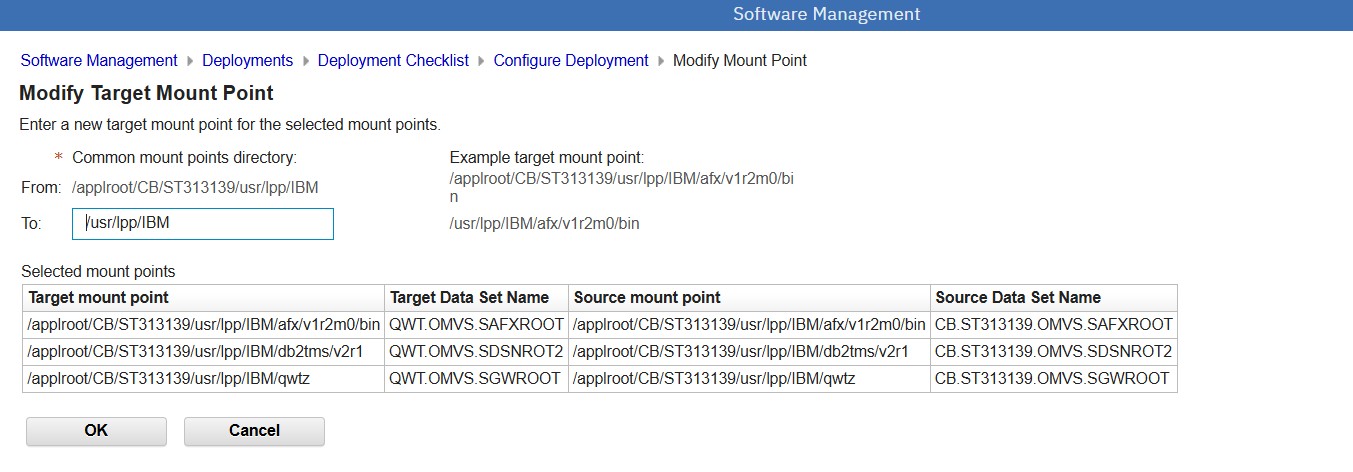 Software Management
Software Management Deployments Deployment Checklist Configure Deployment Modify Mount Point
Modify Target Mount Point
Enter a new target mount point for the selected mount points.
* Common mount points directory: Example target mount point:
From: /applroot/CB/ST313139/usr/lpp/IBM /applroot/CB/ST313139/usr/lpp/IBM/afx/v1r2m0/bi
n
To: /usr/lpp/IBM /usr/lpp/IBM/afx/v1r2m0/bin
Selected mount points
Target mount point Target Data Set Name Source mount point Source Data Set Name
/applroot/CB/ST313139/usr/lpp/IBM/afx/v1r2m0/bin QWT.OMVS.SAFXROOT /applroot/CB/ST313139/usr/lpp/IBM/afx/v1r2m0/bin CB.ST313139.OMVS.SAFXROOT
/applroot/CB/ST313139/usr/lpp/IBM/db2tms/v2r1 QWT.OMVS.SDSNROT2 /applroot/CB/ST313139/usr/lpp/IBM/db2tms/v2r1 CB.ST313139.OMVS.SDSNROT2
/applroot/CB/ST313139/usr/lpp/IBM/qwtz QWT.OMVS.SGWROOT /applroot/CB/ST313139/usr/lpp/IBM/qwtz CB.ST313139.OMVS.SGWROOT
OK Cancel